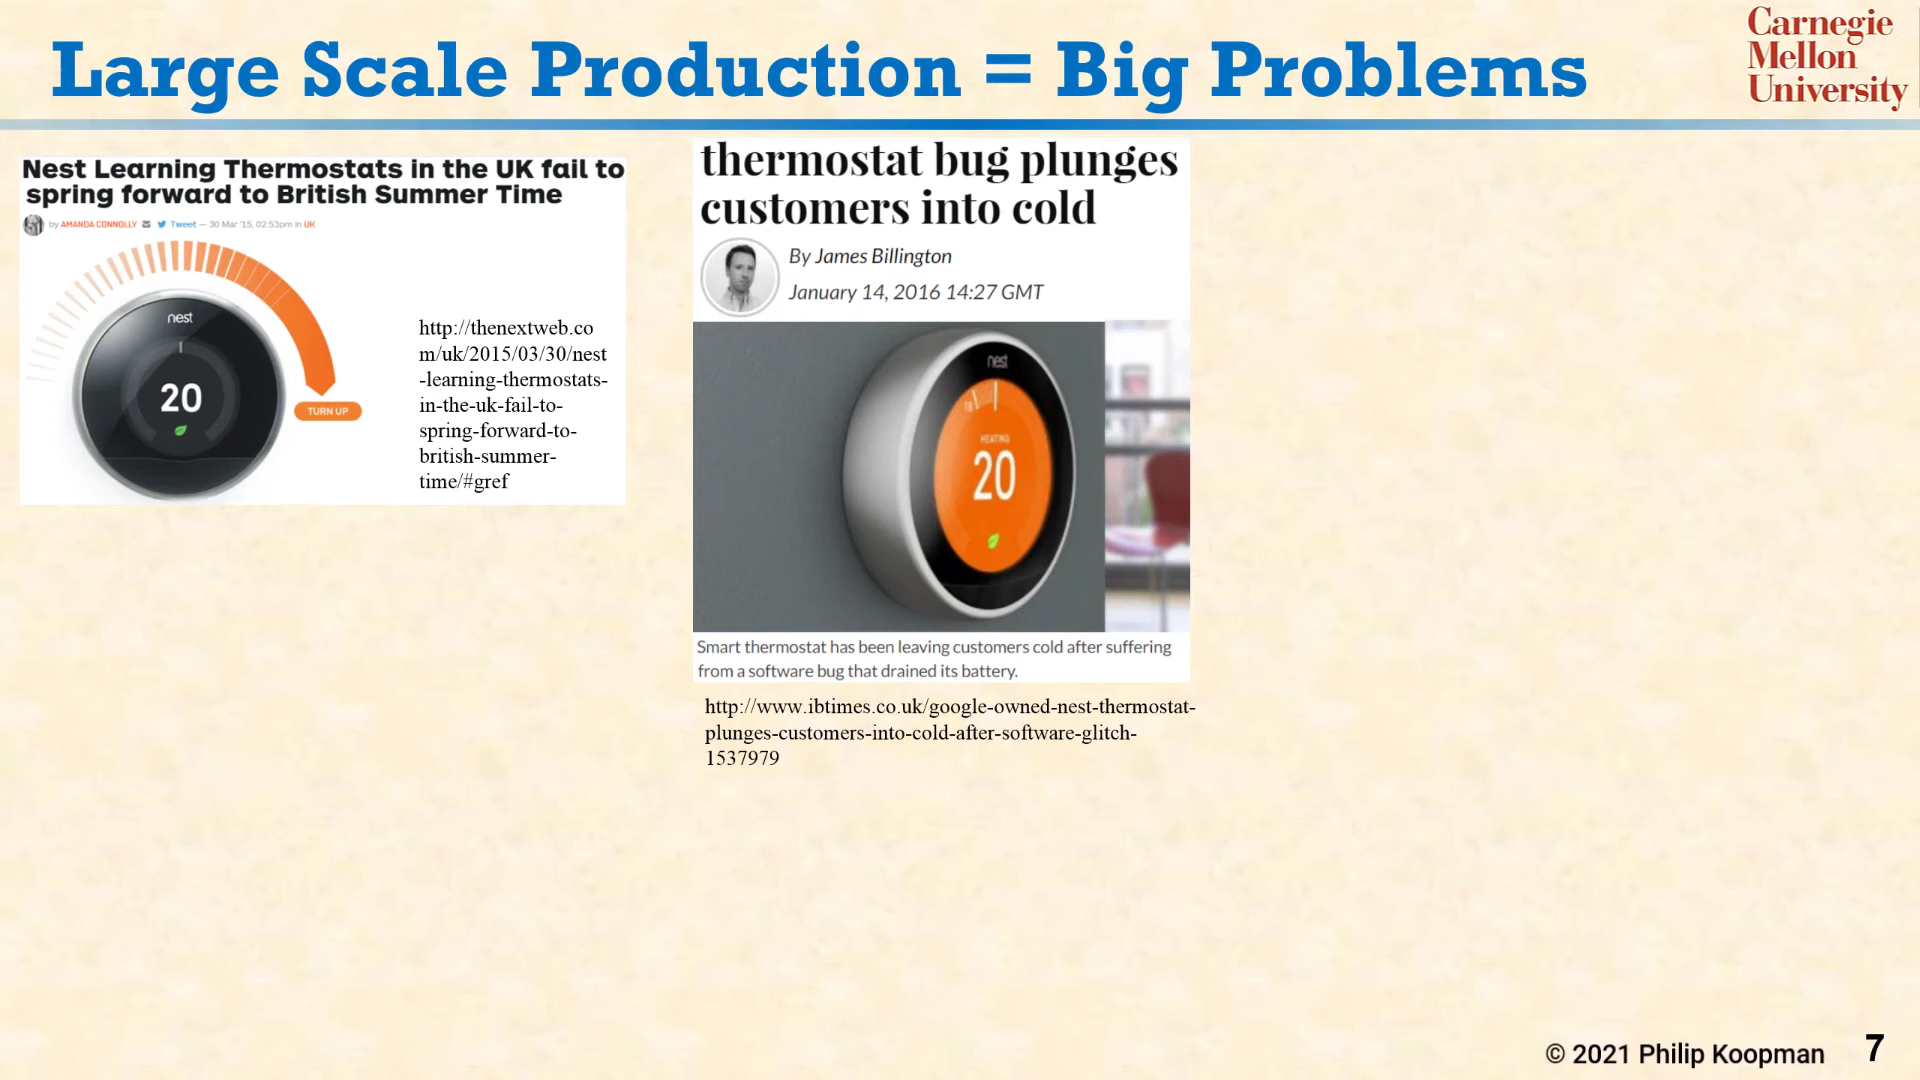 Large Scale Production = Big Problems
Carnegie
Mellon
University
Nest Learning Thermostats in the UK fail to
spring forward to British Summer Time
by AMANDA CONNOLLY Tweet — 30 Mar '15, 02:53pm in UK
nest
20
TURN UP
http://thenextweb.co
m/uk/2015/03/30/nest
-learning-thermostats-
in-the-uk-fail-to-
spring-forward-to-
british-summer-
time/#gref
thermostat bug plunges
customers into cold
By James Billington
January 14, 2016 14:27 GMT
nest
HEATING
20
Smart thermostat has been leaving customers cold after suffering
from a software bug that drained its battery.
http://www.ibtimes.co.uk/google-owned-nest-thermostat-
plunges-customers-into-cold-after-software-glitch-
1537979
© 2021 Philip Koopman 7